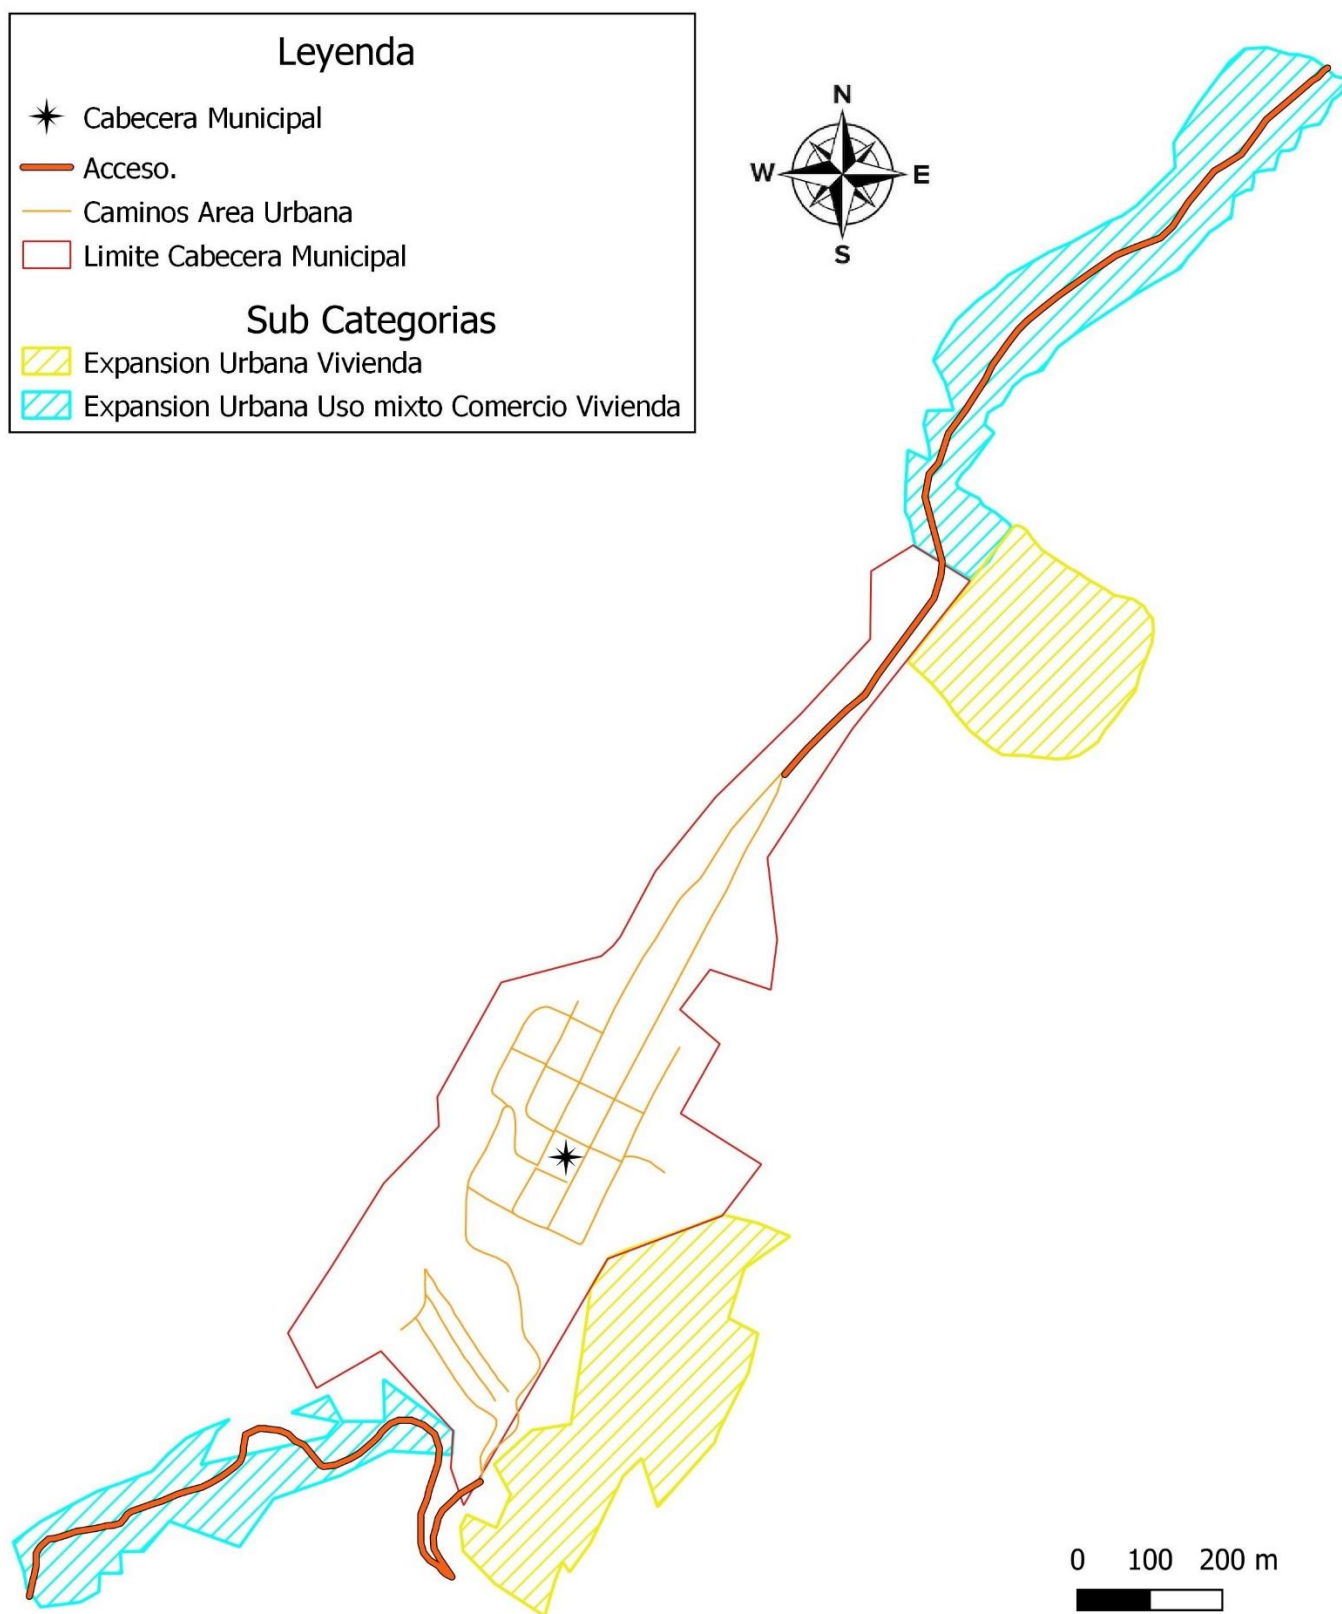 Leyenda
Cabecera Municipal
Acceso.
Caminos Area Urbana
Limite Cabecera Municipal
Sub Categorias
Expansion Urbana Vivienda
Expansion Urbana Uso mixto Comercio Vivienda
N
W E
S
0 100 200 m